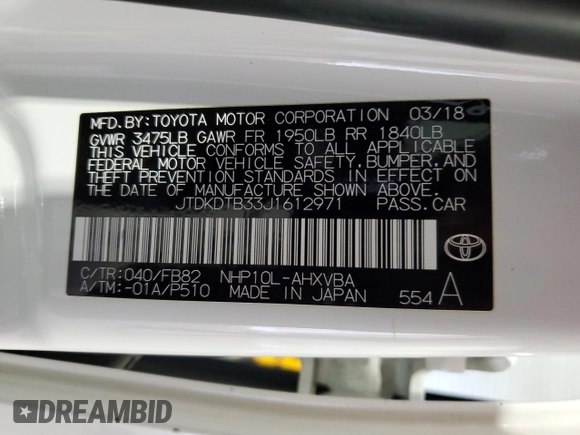 MFD.BY:TOYOTA MOTOR CORPORATION 03/18
GVWR 3475LB GAWR FR 1950LB RR 1840LB
THIS VEHICLE CONFORMS TO ALL APPLICABLE
FEDERAL MOTOR VEHICLE SAFETY,BUMPER,AND
THEFT PREVENTION STANDARDS IN EFFECT ON
THE DATE OF MANUFACTURE SHOWN ABOVE.
JTDKDTB33J1612971 PASS.CAR
TOYOTA
C/TR:040/FB82 NHP10L-AHXVBA
A/TM:-01A/P510 MADE IN JAPAN 554 A
DREAMBID